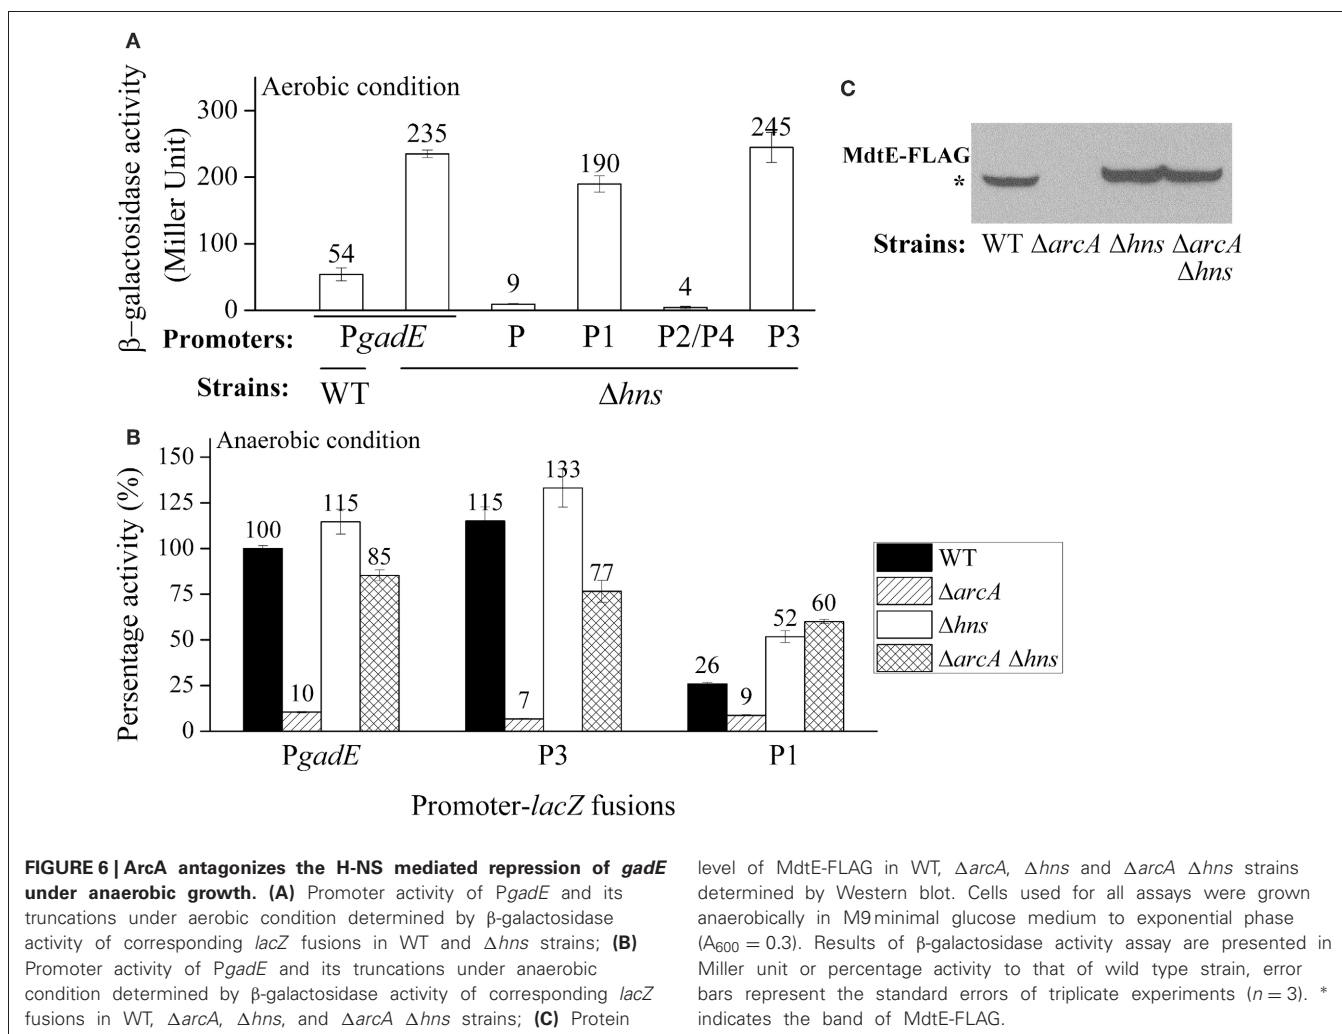 A
Aerobic condition
β−galactosidase activity
(Miller Unit)
300
200
100
0
54
235
9
190
4
245
Promoters: PgadE P P1 P2/P4 P3
Strains: WT Δhns
C
MdtE-FLAG
*
Strains: WT ΔarcA Δhns ΔarcA
Δhns
B
Anaerobic condition
Persentage activity (%)
150
125
100
75
50
25
0
100
10
115
85
115
7
133
77
26
9
52
60
PgadE P3 P1
Promoter-lacZ fusions
WT
ΔarcA
Δhns
ΔarcA Δhns
FIGURE 6 | ArcA antagonizes the H-NS mediated repression of gadE
under anaerobic growth. (A) Promoter activity of PgadE and its
truncations under aerobic condition determined by β-galactosidase
activity of corresponding lacZ fusions in WT and Δhns strains; (B)
Promoter activity of PgadE and its truncations under anaerobic
condition determined by β-galactosidase activity of corresponding lacZ
fusions in WT, ΔarcA, Δhns, and ΔarcA Δhns strains; (C) Protein
level of MdtE-FLAG in WT, ΔarcA, Δhns and ΔarcA Δhns strains
determined by Western blot. Cells used for all assays were grown
anaerobically in M9 minimal glucose medium to exponential phase
(A600 = 0.3). Results of β-galactosidase activity assay are presented in
Miller unit or percentage activity to that of wild type strain, error
bars represent the standard errors of triplicate experiments (n = 3). *
indicates the band of MdtE-FLAG.